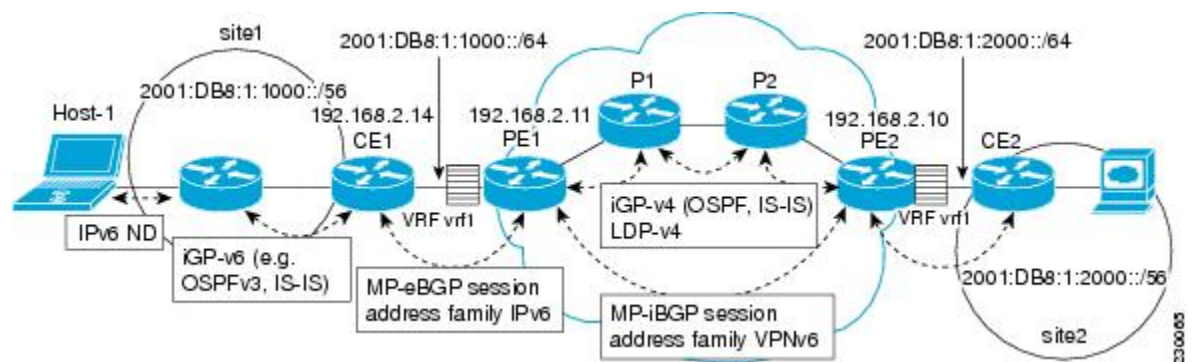 site1
2001:DB8:1:1000::/64
2001:DB8:1:2000::/64
2001:DB8:1:1000::/56
P1
P2
Host-1
192.168.2.14
192.168.2.11
192.168.2.10
CE1
PE1
PE2
CE2
VRF vrf1
iGP-v4 (OSPF, IS-IS)
LDP-v4
VRF vrf1
IPv6 ND
iGP-v6 (e.g.
OSPFv3, IS-IS)
MP-eBGP session
address family IPv6
MP-iBGP session
address family VPNv6
2001:DB8:1:2000::/56
site2
230065